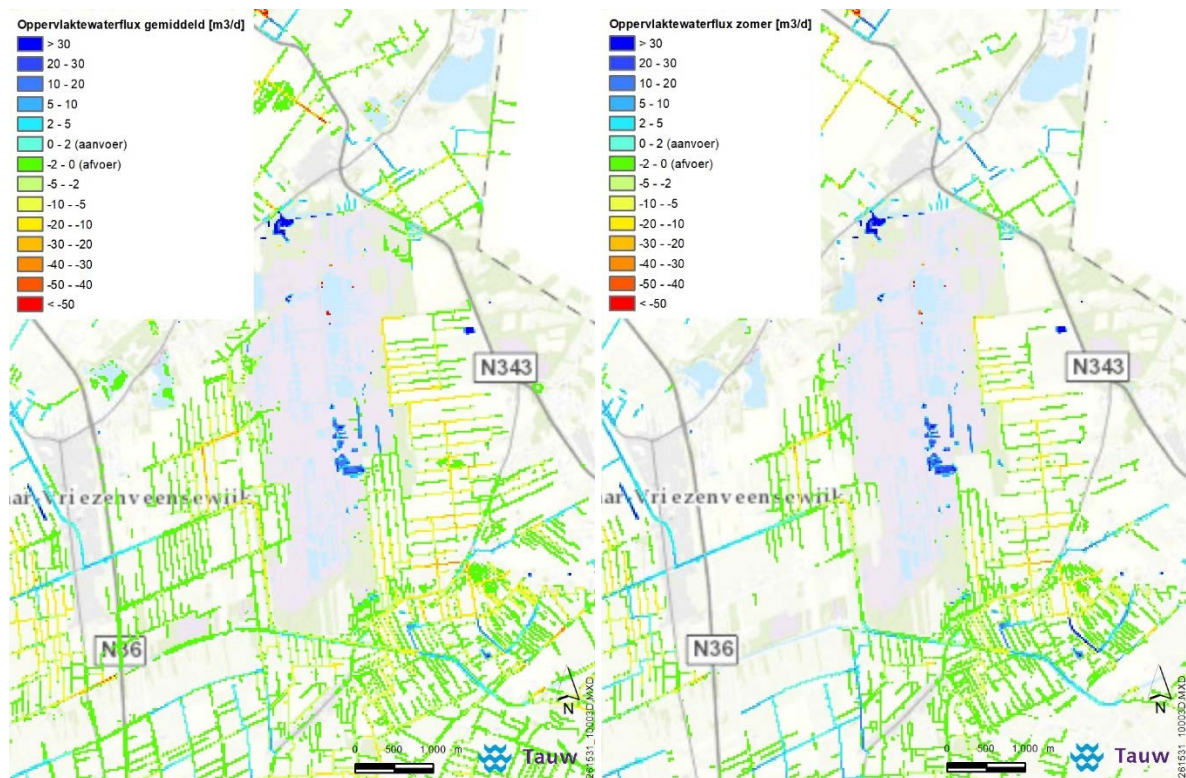 Oppervlaktewaterflux gemiddeld [m3/d]
> 30
20 - 30
10 - 20
5 - 10
2 - 5
0 - 2 (aanvoer)
-2 - 0 (afvoer)
-5 - -2
-10 - -5
-20 - -10
-30 - -20
-40 - -30
-50 - -40
< -50
N343
aar-Vriezenveensewijk
N36
N
0 500 1.000 m
Tauw
Oppervlaktewaterflux zomer [m3/d]
> 30
20 - 30
10 - 20
5 - 10
2 - 5
0 - 2 (aanvoer)
-2 - 0 (afvoer)
-5 - -2
-10 - -5
-20 - -10
-30 - -20
-40 - -30
-50 - -40
< -50
N343
aar-Vriezenveensewijk
N36
N
0 500 1.000 m
Tauw